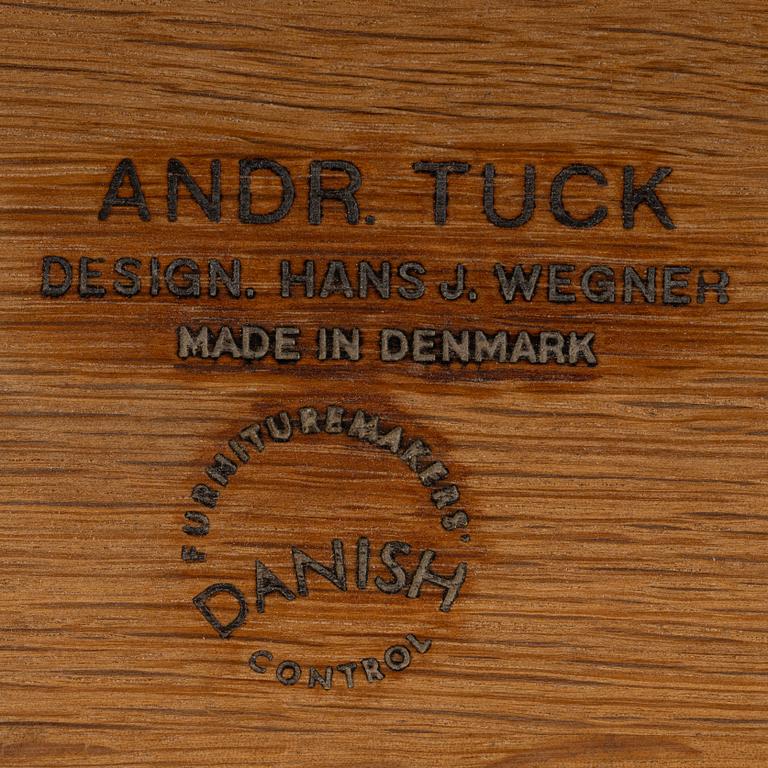 ANDR. TUCK
DESIGN. HANS J. WEGNER
MADE IN DENMARK
FURNITUREMAKERS'
DANISH
CONTROL